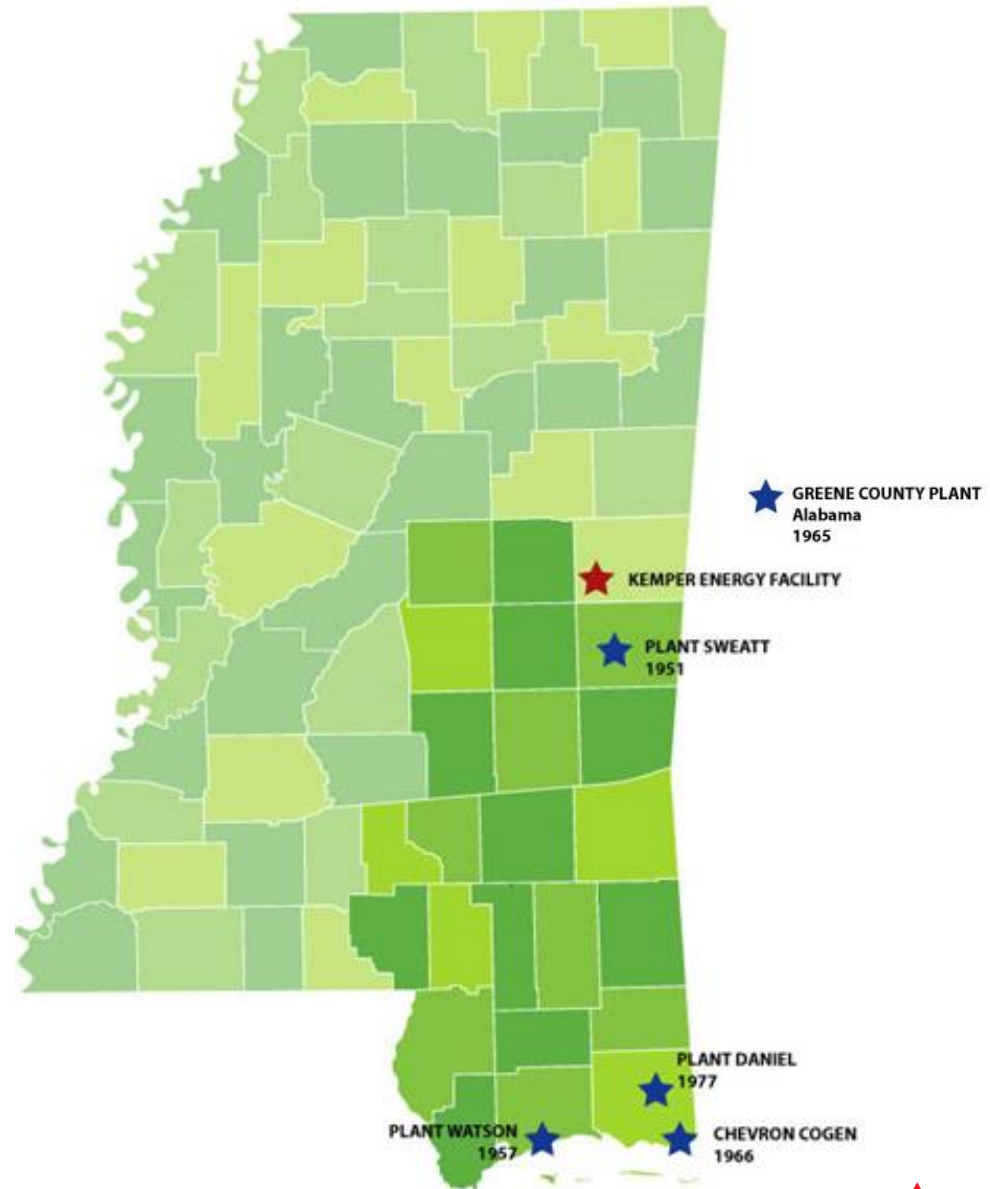 GREENE COUNTY PLANT
Alabama
1965
KEMPER ENERGY FACILITY
PLANT SWEATT
1951
PLANT DANIEL
1977
PLANT WATSON
1957
CHEVRON COGEN
1966